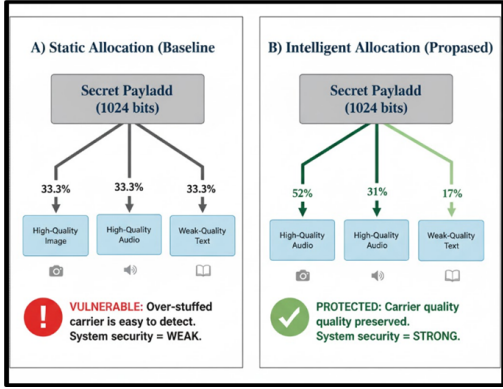 A) Static Allocation (Baseline
Secret Payladd
(1024 bits)
33.3%
33.3%
33.3%
High-Quality
Image
High-Quality
Audio
Weak-Quality
Text
VULNERABLE: Over-stuffed
carrier is easy to detect.
System security = WEAK.
B) Intelligent Allocation (Propased
Secret Payladd
(1024 bits)
52%
31%
17%
High-Quality
Audio
High-Quality
Audio
Weak-Quality
Text
PROTECTED: Carrier quality
quality preserved.
System security = STRONG.